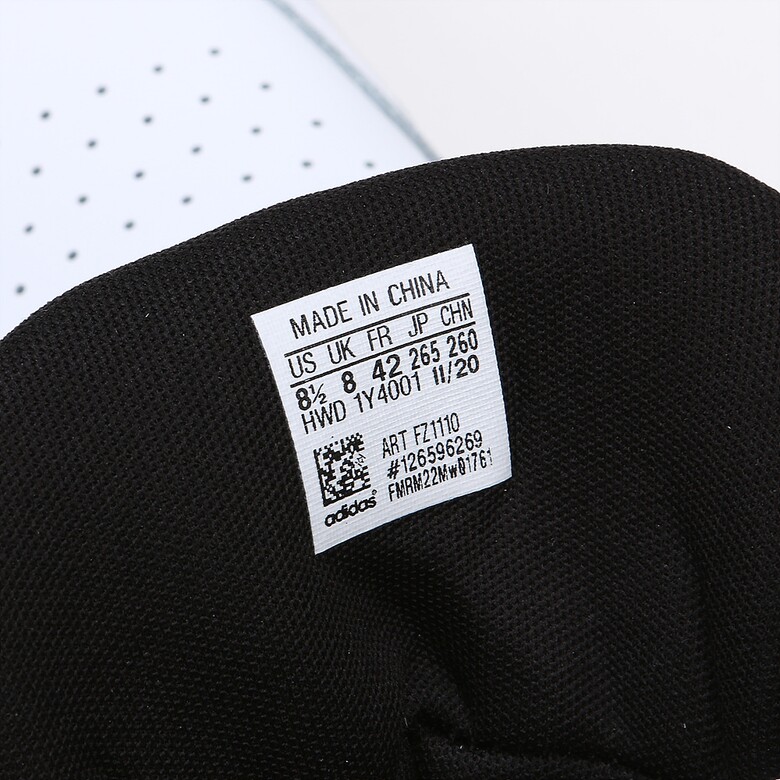 MADE IN CHINA
US UK FR JP CHN
8½ 8 42 265 260
HWD 1Y4001 11/20
ART FZ1110
#126596269
FMRM22Mw01761
adidas®